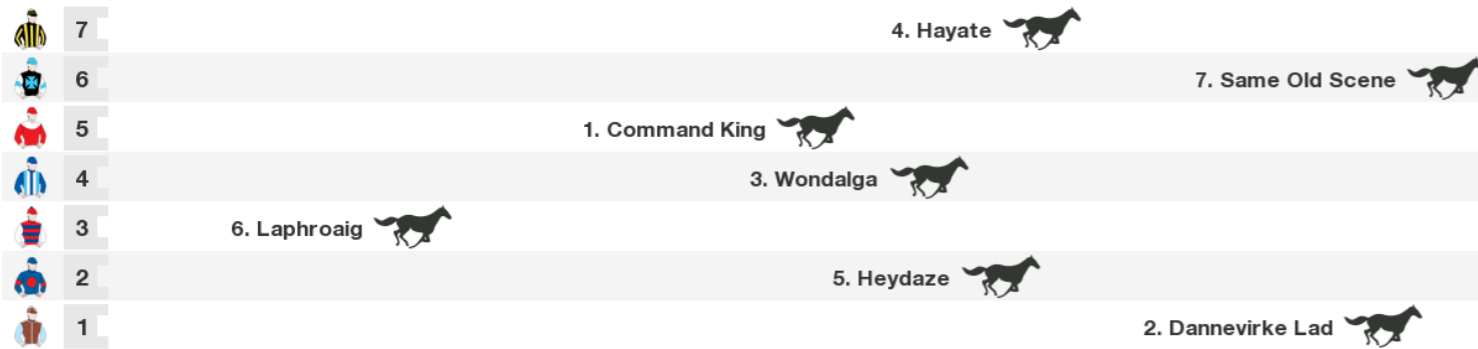 7 4. Hayate
6 7. Same Old Scene
5 1. Command King
4 3. Wondalga
3 6. Laphroaig
2 5. Heydaze
1 2. Dannevirke Lad